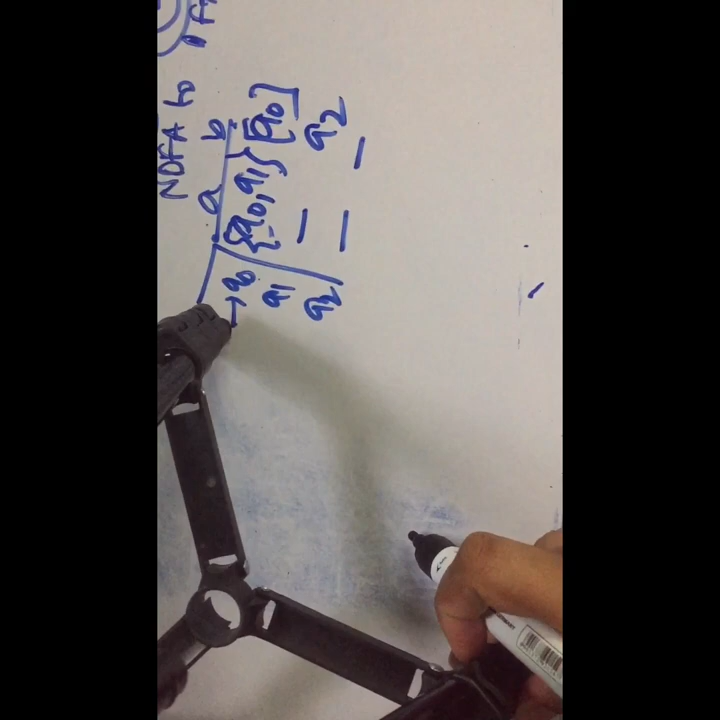 NDFA to
a b
→ q0 {q0, q1} [q0]
q1 — q2
q2 — —